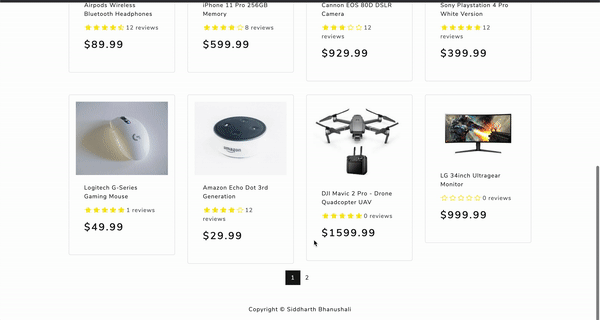 Airpods Wireless
Bluetooth Headphones
12 reviews
$89.99
iPhone 11 Pro 256GB
Memory
8 reviews
$599.99
Cannon EOS 80D DSLR
Camera
12
reviews
$929.99
Sony Playstation 4 Pro
White Version
12
reviews
$399.99
Logitech G-Series
Gaming Mouse
1 reviews
$49.99
amazon
Amazon Echo Dot 3rd
Generation
12
reviews
$29.99
DJI Mavic 2 Pro - Drone
Quadcopter UAV
0 reviews
$1599.99
LG 34inch Ultragear
Monitor
0 reviews
$999.99
1 2
Copyright © Siddharth Bhanushali